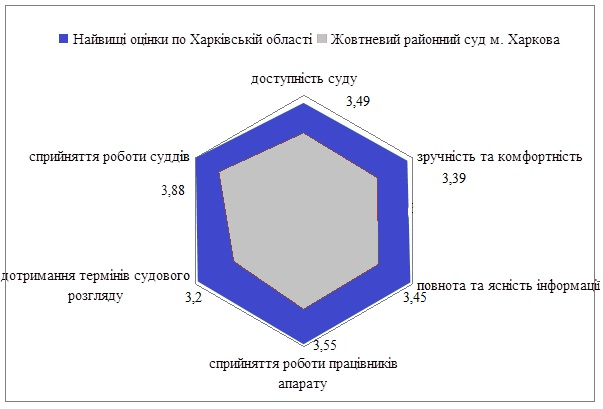 Найвищі оцінки по Харківській області Жовтневий районний суд м. Харкова
доступність суду
3,49
сприйняття роботи суддів
зручність та комфортність
3,88
3,39
дотримання термінів судового
розгляду
повнота та ясність інформації
3,2
3,45
3,55
сприйняття роботи працівників
апарату